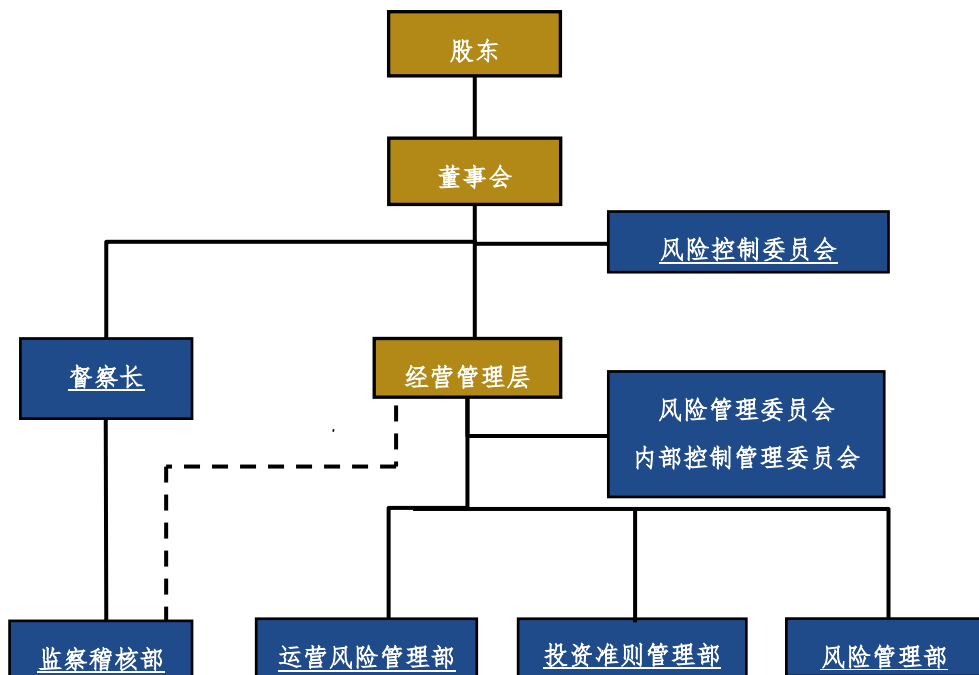 股东
董事会
风险控制委员会
督察长
经营管理层
风险管理委员会
内部控制管理委员会
监察稽核部
运营风险管理部
投资准则管理部
风险管理部